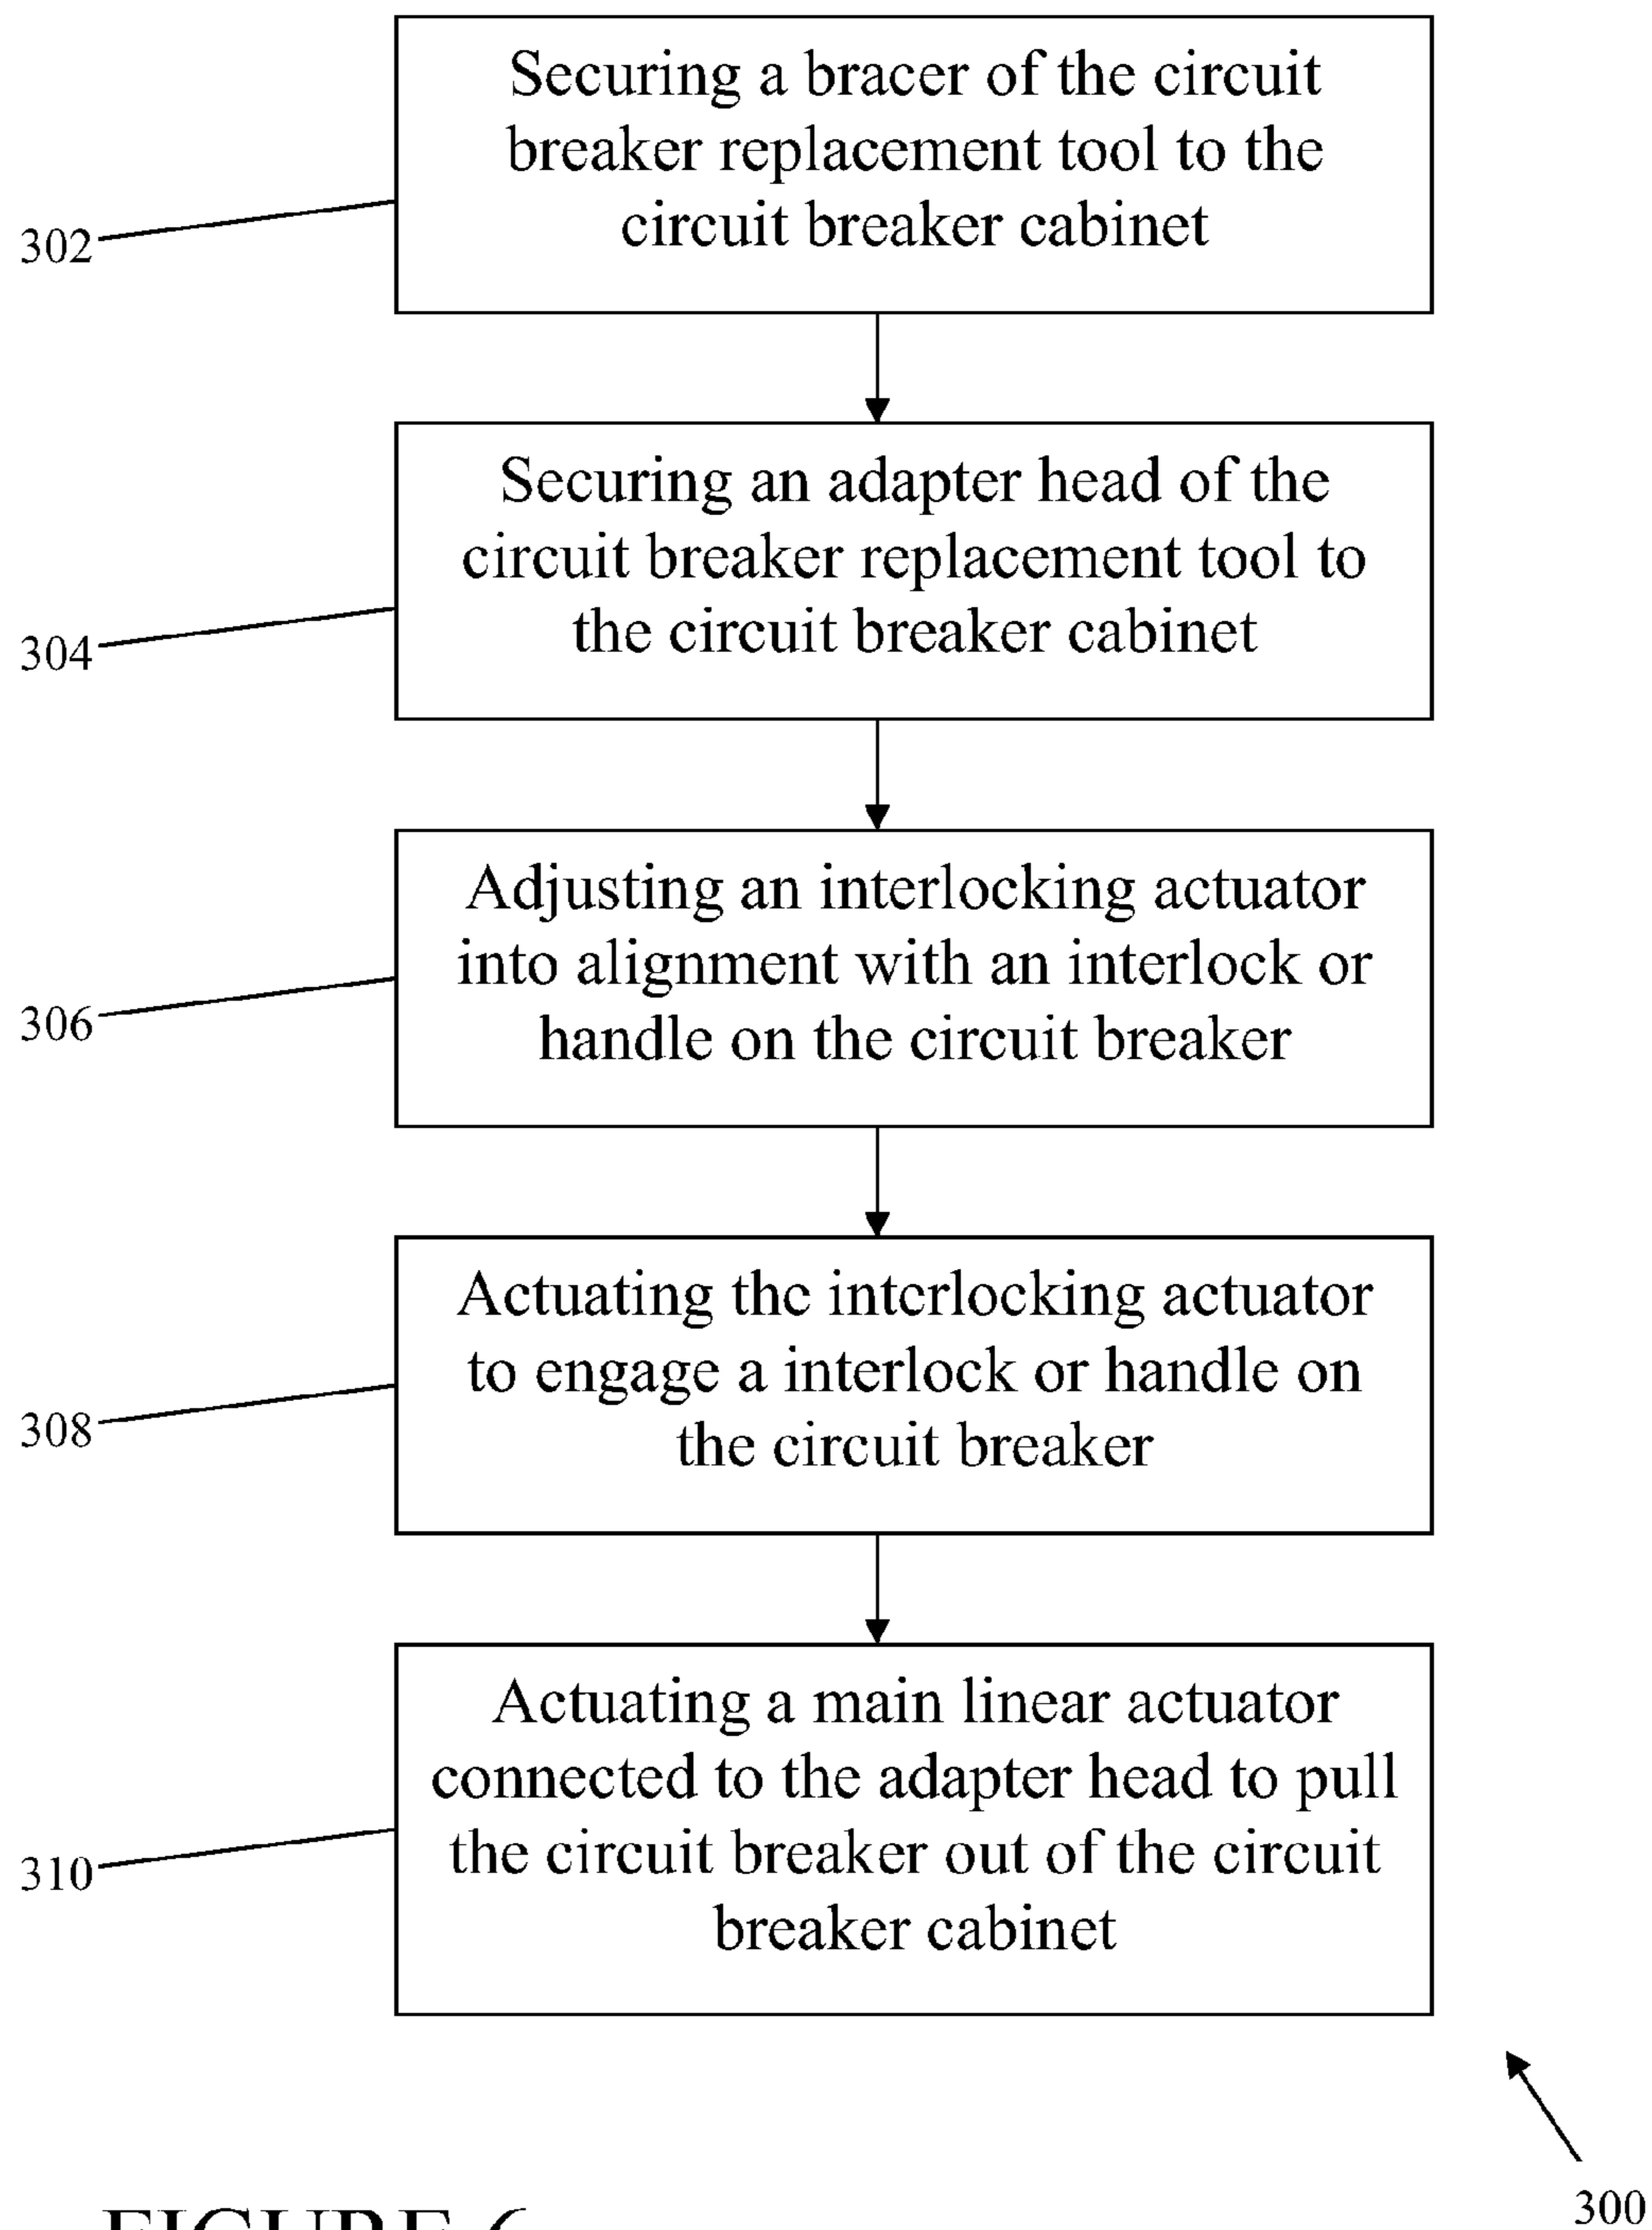 Securing a bracer of the circuit
breaker replacement tool to the
circuit breaker cabinet
302
Securing an adapter head of the
circuit breaker replacement tool to
the circuit breaker cabinet
304
Adjusting an interlocking actuator
into alignment with an interlock or
handle on the circuit breaker
306
Actuating the interlocking actuator
to engage a interlock or handle on
the circuit breaker
308
Actuating a main linear actuator
connected to the adapter head to pull
the circuit breaker out of the circuit
breaker cabinet
310
300
FIGURE 6